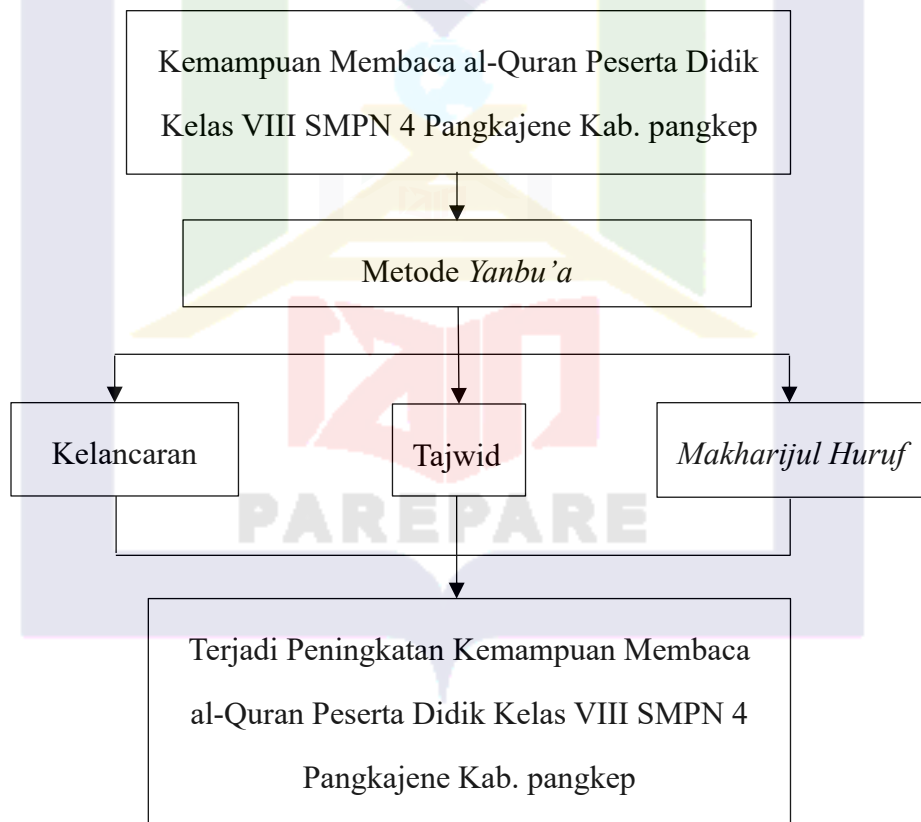 Kemampuan Membaca al-Quran Peserta Didik
Kelas VIII SMPN 4 Pangkajene Kab. pangkep
Metode Yanbu’a
Kelancaran
Tajwid
Makharijul Huruf
PAREPARE
Terjadi Peningkatan Kemampuan Membaca
al-Quran Peserta Didik Kelas VIII SMPN 4
Pangkajene Kab. pangkep